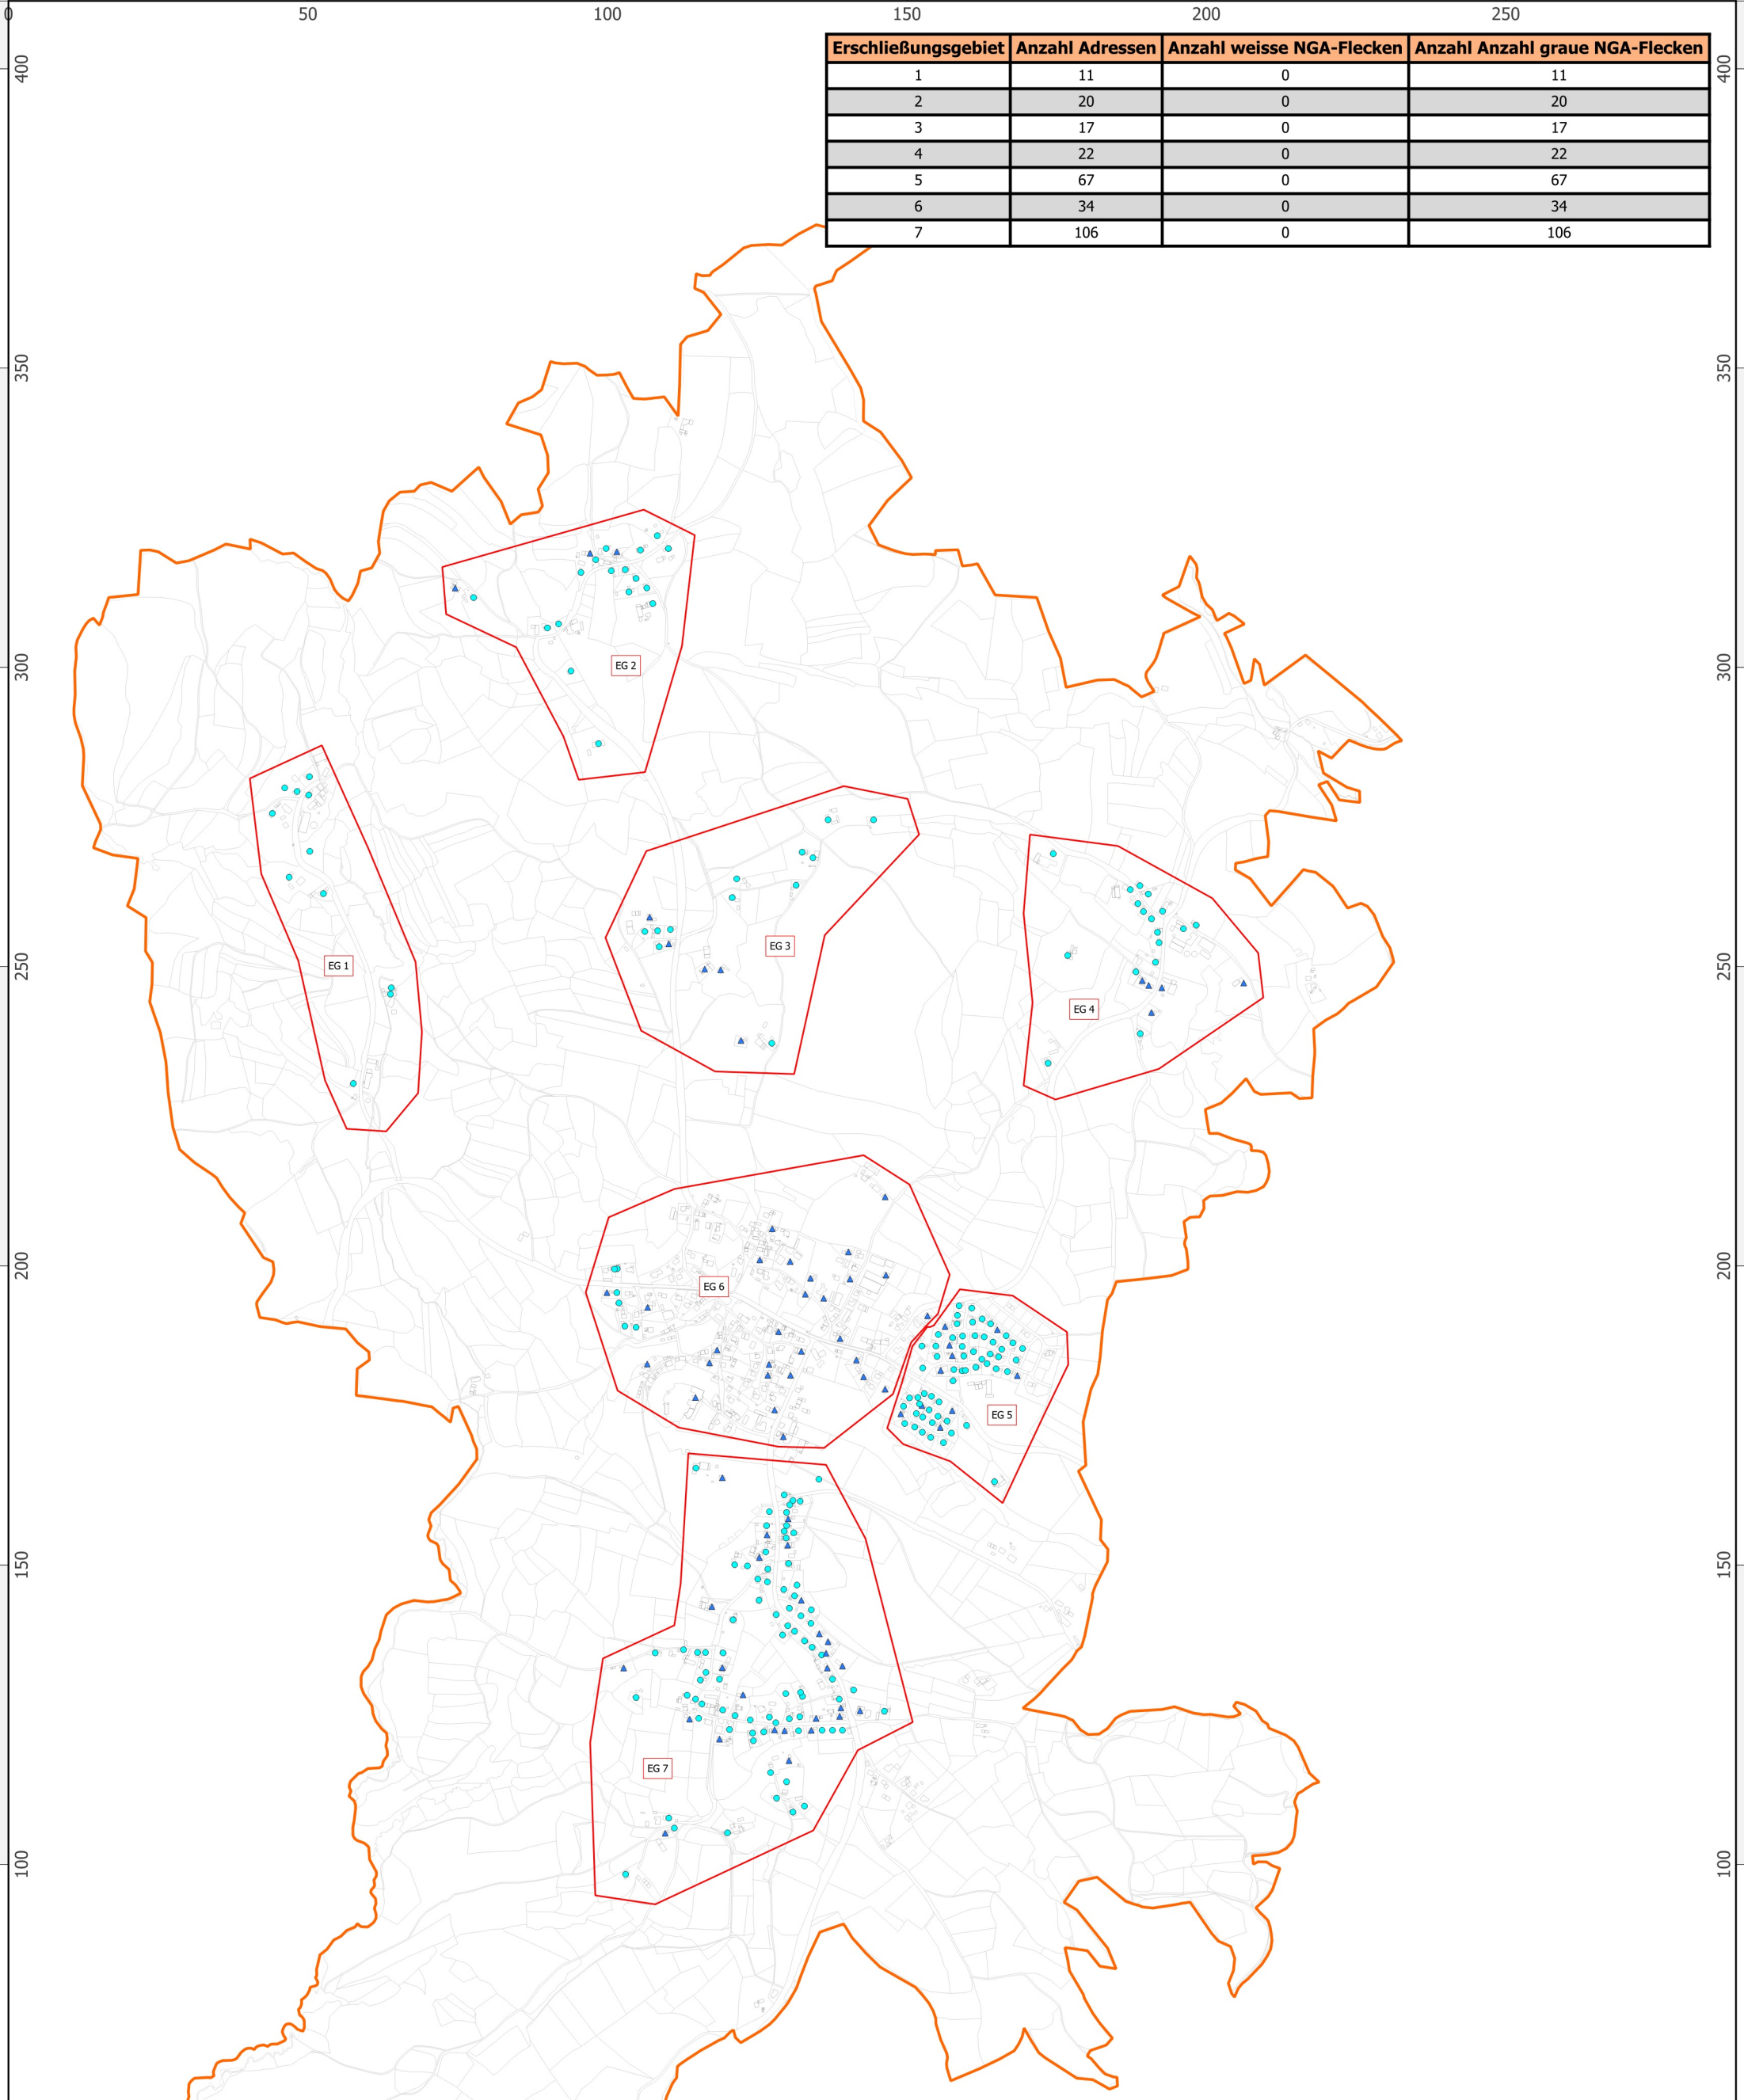 0 50 100 150 200 250
Erschließungsgebiet Anzahl Adressen Anzahl weisse NGA-Flecken Anzahl Anzahl graue NGA-Flecken
1 11 0 11
2 20 0 20
3 17 0 17
4 22 0 22
5 67 0 67
6 34 0 34
7 106 0 106
400 400
350 350
300 300
EG 2
EG 3
EG 1
250 250
EG 4
200 200
EG 6
EG 5
150 150
EG 7
100 100